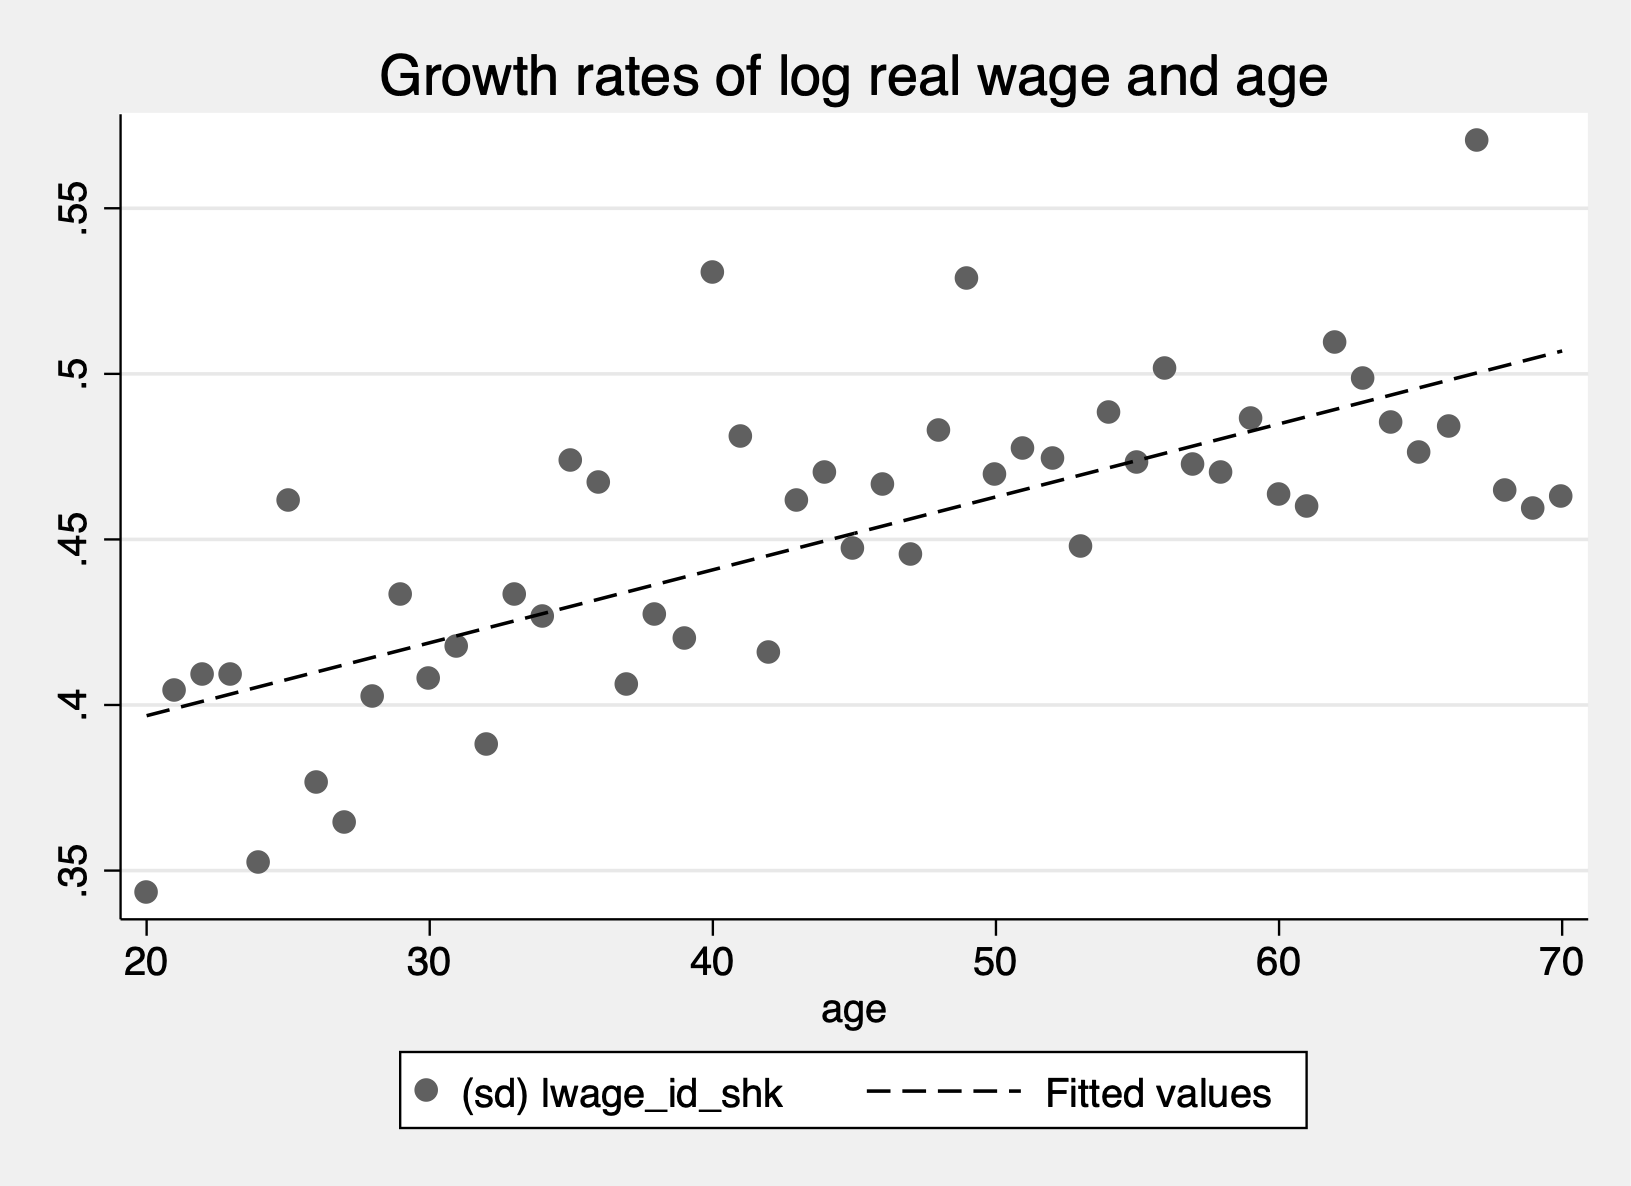 Growth rates of log real wage and age
.55
.5
.45
.4
.35
20 30 40 50 60 70
age
(sd) lwage_id_shk Fitted values